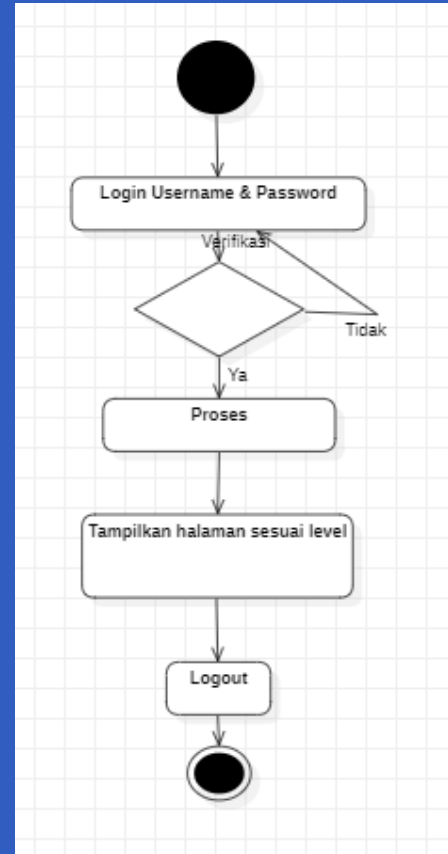 Login Username & Password
Verifikasi
Tidak
Ya
Proses
Tampilkan halaman sesuai level
Logout